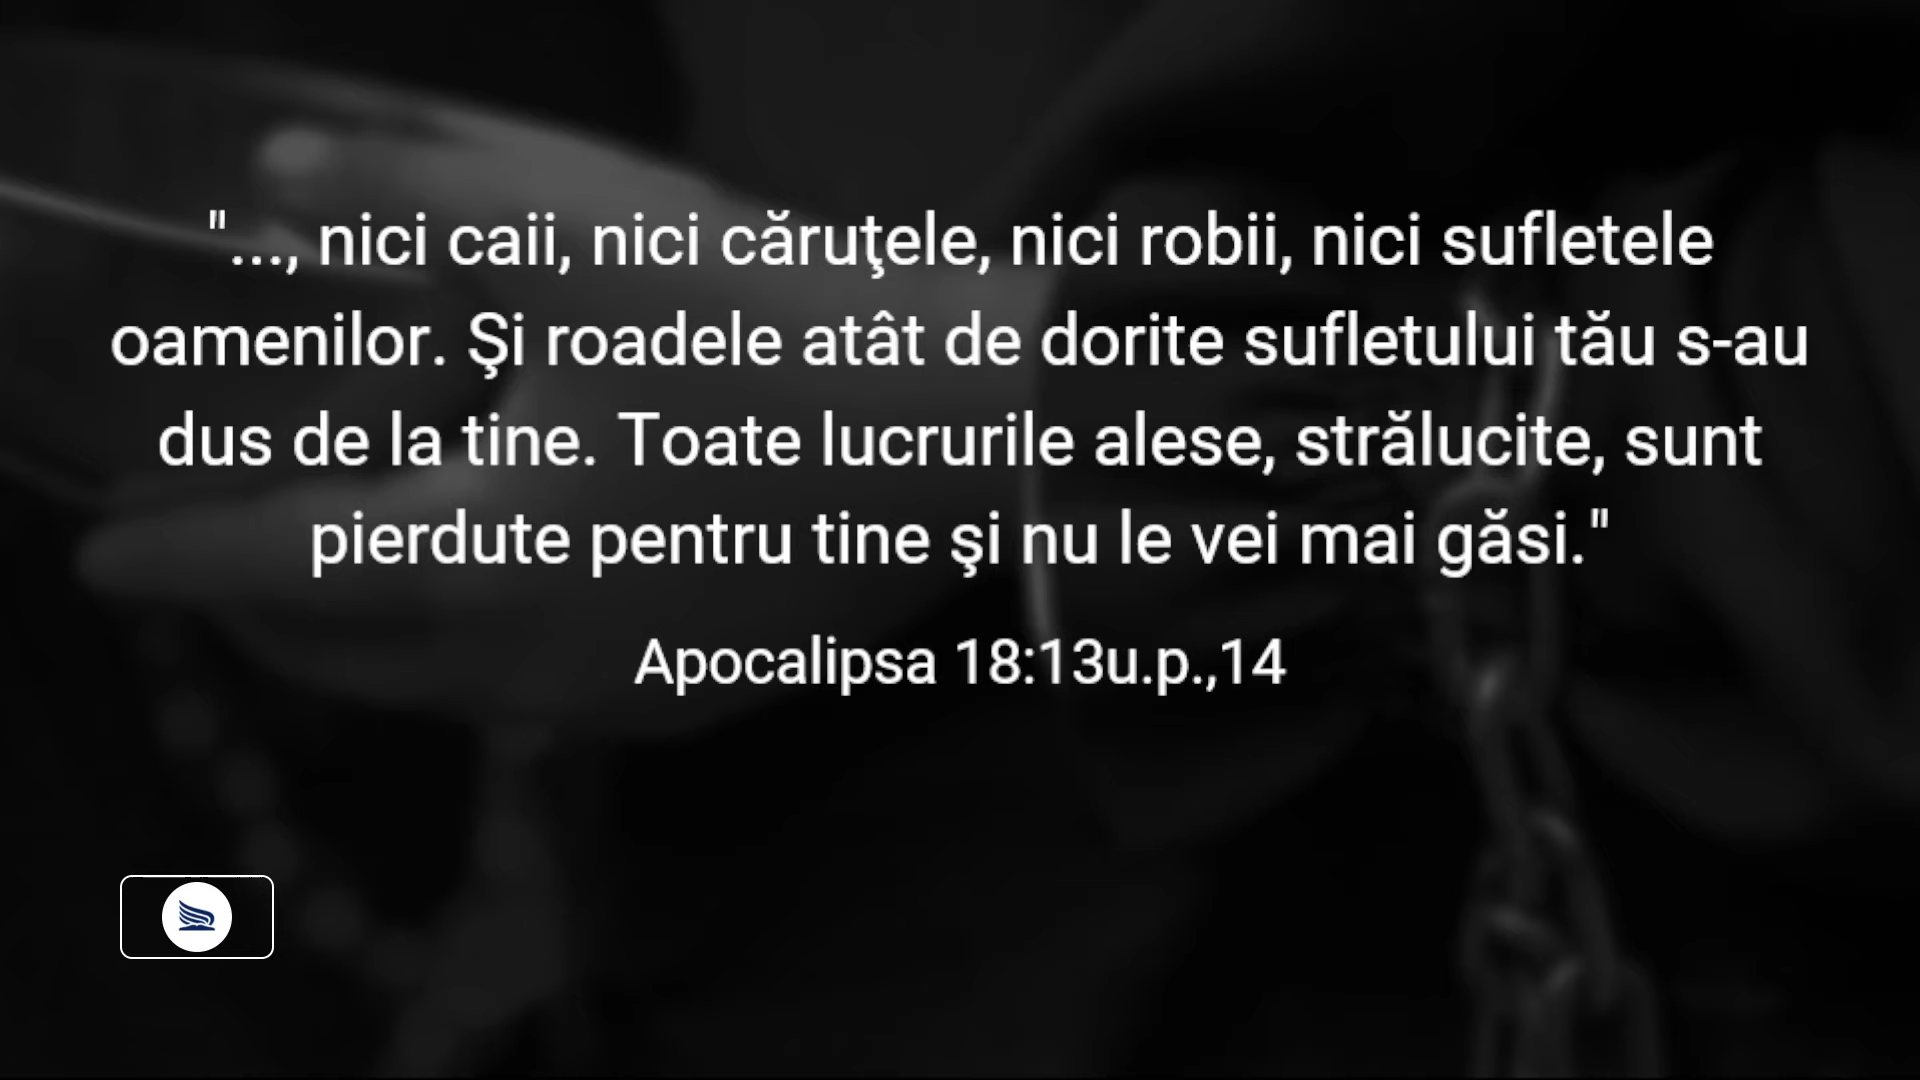 "..., nici caii, nici căruţele, nici robii, nici sufletele
oamenilor. Şi roadele atât de dorite sufletului tău s-au
dus de la tine. Toate lucrurile alese, strălucite, sunt
pierdute pentru tine şi nu le vei mai găsi."
Apocalipsa 18:13u.p.,14